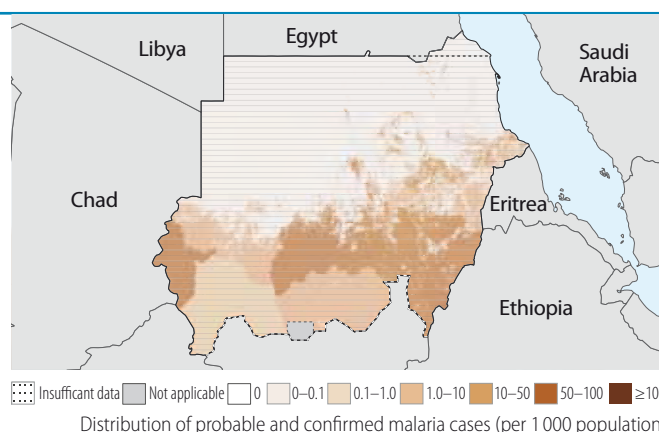 Libya
Egypt
Saudi
Arabia
Chad
Eritrea
Ethiopia
Insufficant data Not applicable 0 0–0.1 0.1–1.0 1.0–10 10–50 50–100 ≥10
Distribution of probable and confirmed malaria cases (per 1 000 population